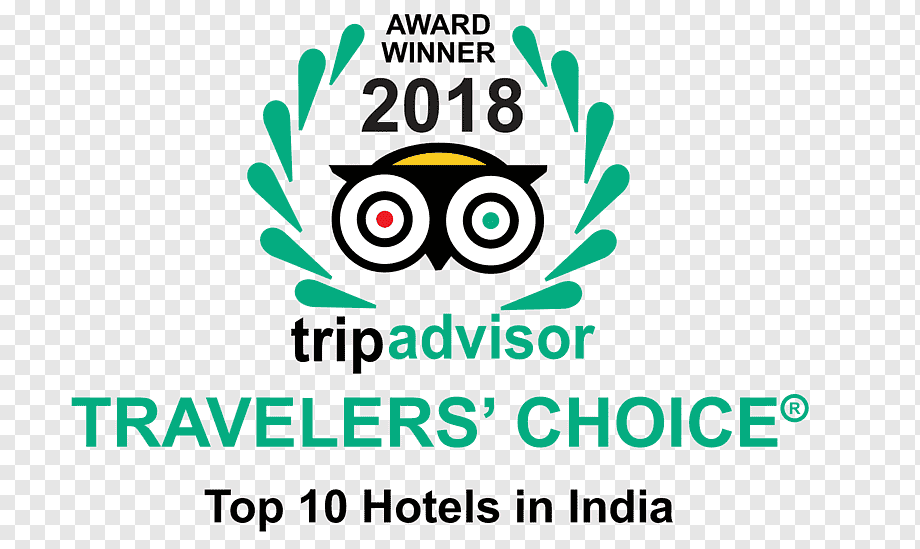 AWARD
WINNER
2018
tripadvisor
TRAVELERS’ CHOICE®
Top 10 Hotels in India